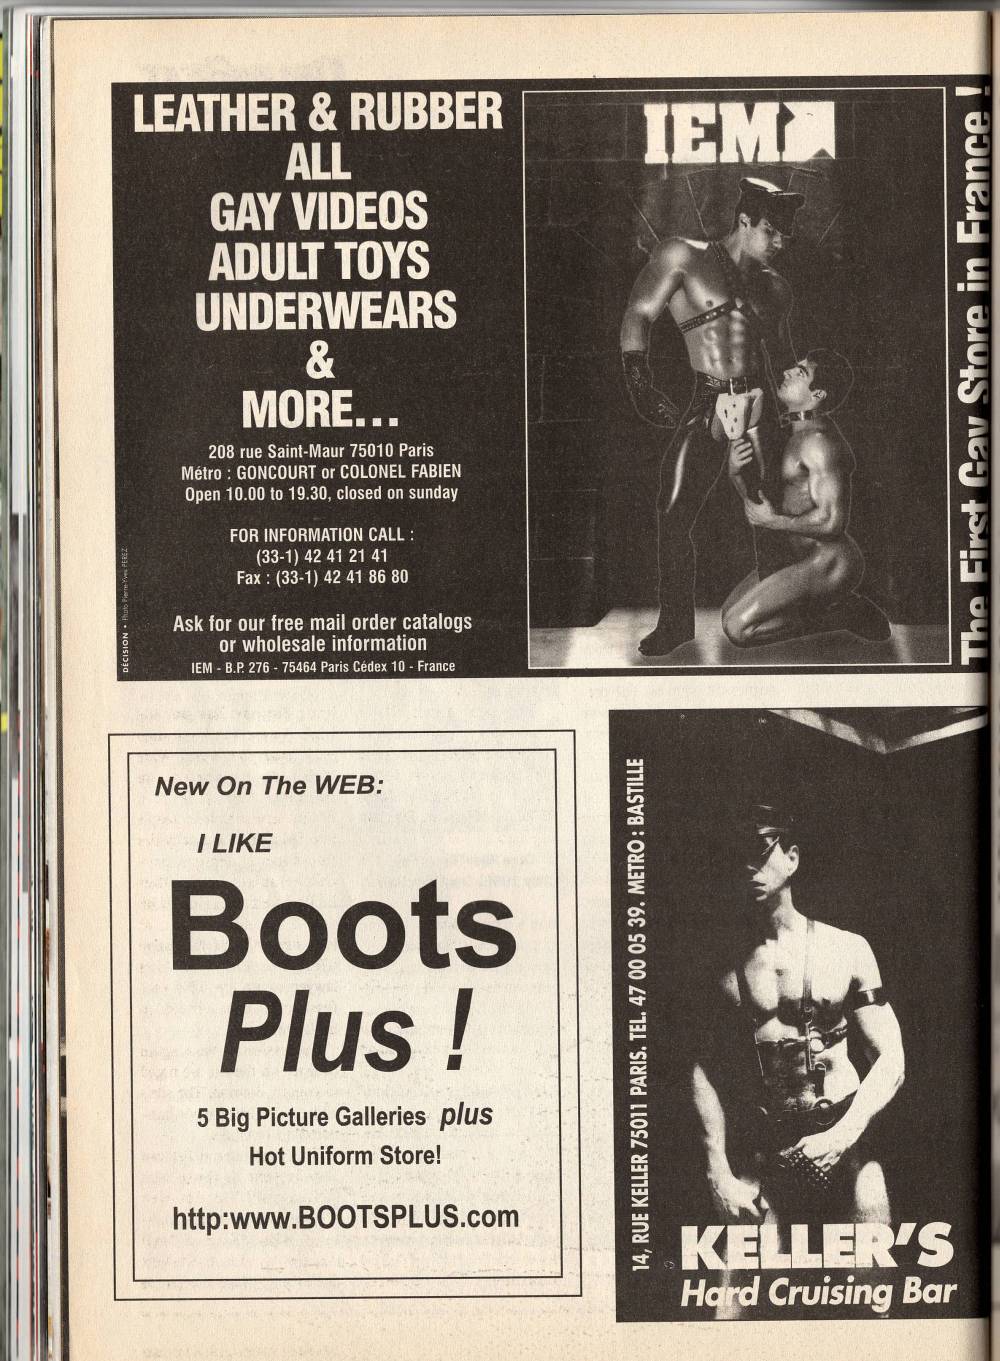 LEATHER & RUBBER
ALL
GAY VIDEOS
ADULT TOYS
UNDERWEARS
&
MORE...
208 rue Saint-Maur 75010 Paris
Métro : GONCOURT or COLONEL FABIEN
Open 10.00 to 19.30, closed on sunday
FOR INFORMATION CALL :
(33-1) 42 41 21 41
Fax : (33-1) 42 41 86 80
Ask for our free mail order catalogs
or wholesale information
IEM - B.P. 276 - 75464 Paris Cédex 10 - France
DÉCISION • Photo Pierre-Yves PEREZ
IEM
The First Gay Store in France !
New On The WEB:
I LIKE
Boots
Plus !
5 Big Picture Galleries plus
Hot Uniform Store!
http:www.BOOTSPLUS.com
14, RUE KELLER 75011 PARIS. TEL. 47 00 05 39. METRO : BASTILLE
KELLER'S
Hard Cruising Bar